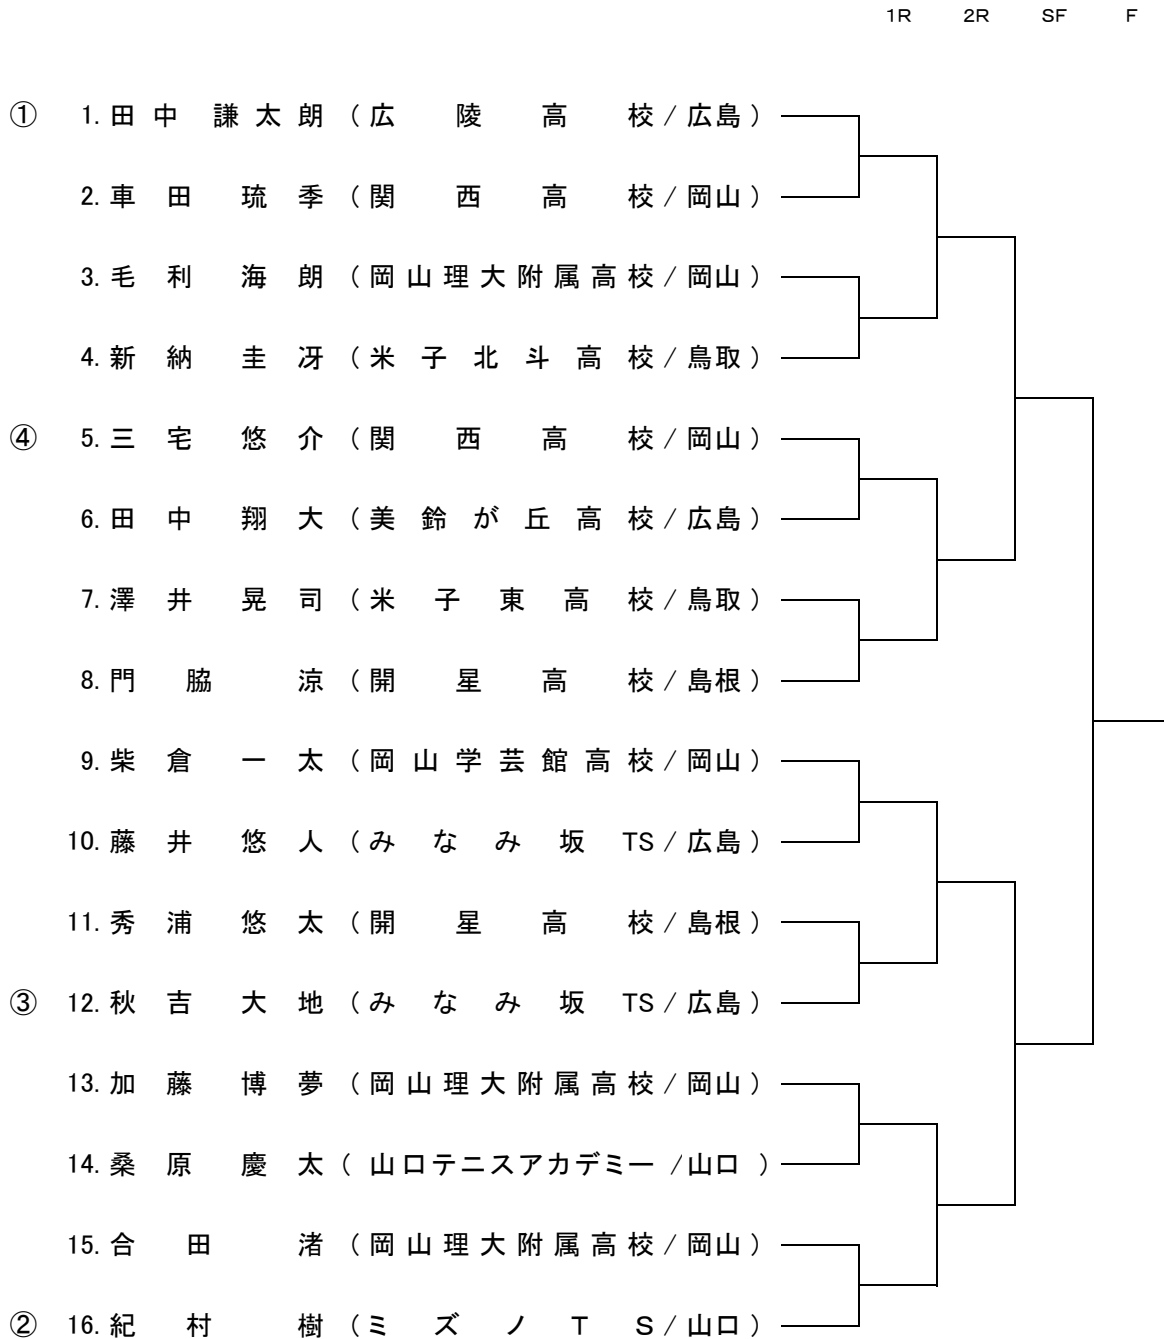 1R 2R SF F
① 1. 田中 謙太朗 (広陵高校/広島)
2. 車田 琉季 (関西高校/岡山)
3. 毛利 海朗 (岡山理大附属高校/岡山)
4. 新納 圭冴 (米子北斗高校/鳥取)
④ 5. 三宅 悠介 (関西高校/岡山)
6. 田中 翔大 (美鈴が丘高校/広島)
7. 澤井 晃司 (米子東高校/鳥取)
8. 門脇 涼 (開星高校/島根)
9. 柴倉 一太 (岡山学芸館高校/岡山)
10. 藤井 悠人 (みなみ坂TS/広島)
11. 秀浦 悠太 (開星高校/島根)
③ 12. 秋吉 大地 (みなみ坂TS/広島)
13. 加藤 博夢 (岡山理大附属高校/岡山)
14. 桑原 慶太 (山口テニスアカデミー/山口)
15. 合田 渚 (岡山理大附属高校/岡山)
② 16. 紀村 樹 (ミズノTS/山口)